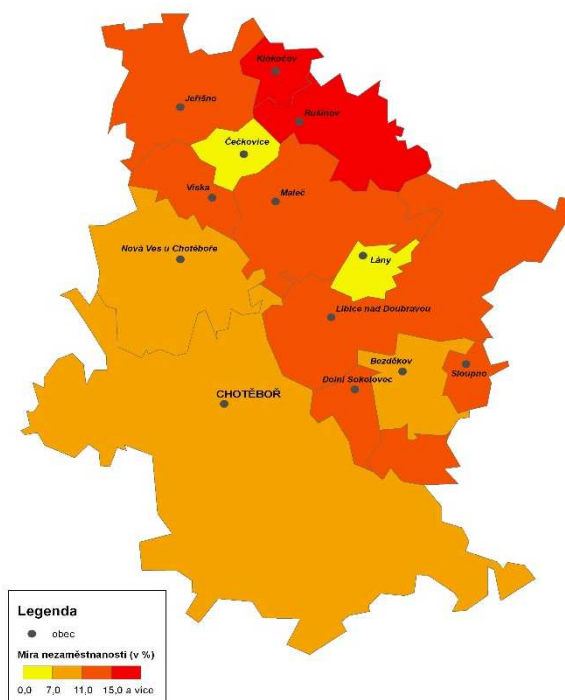 Klokočov
Jeřišno
Rušinov
Čečkovice
Víska
Maleč
Nová Ves u Chotěboře
Lány
Libice nad Doubravou
Bezděkov
Sloupno
Dolní Sokolovec
CHOTĚBOŘ
Legenda
obec
Míra nezaměstnanosti (v %)
0,0 7,0 11,0 15,0 a více